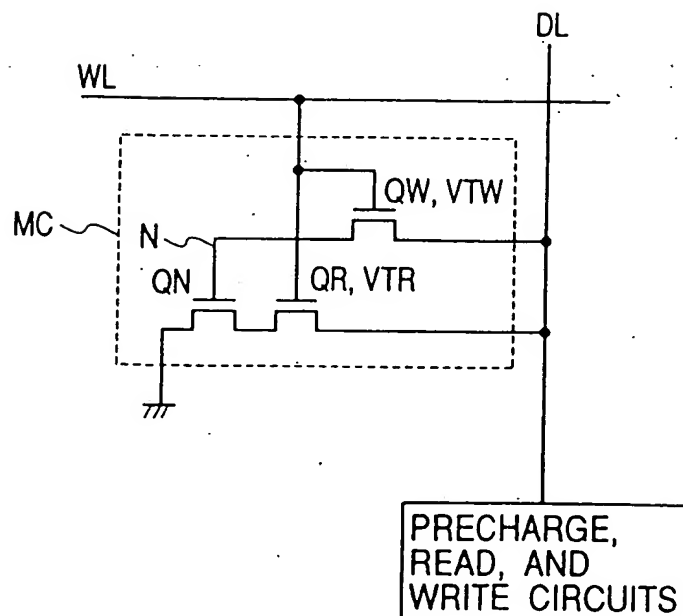 DL
WL
QW, VTW
MC
N
QN
QR, VTR
PRECHARGE,
READ, AND
WRITE CIRCUITS